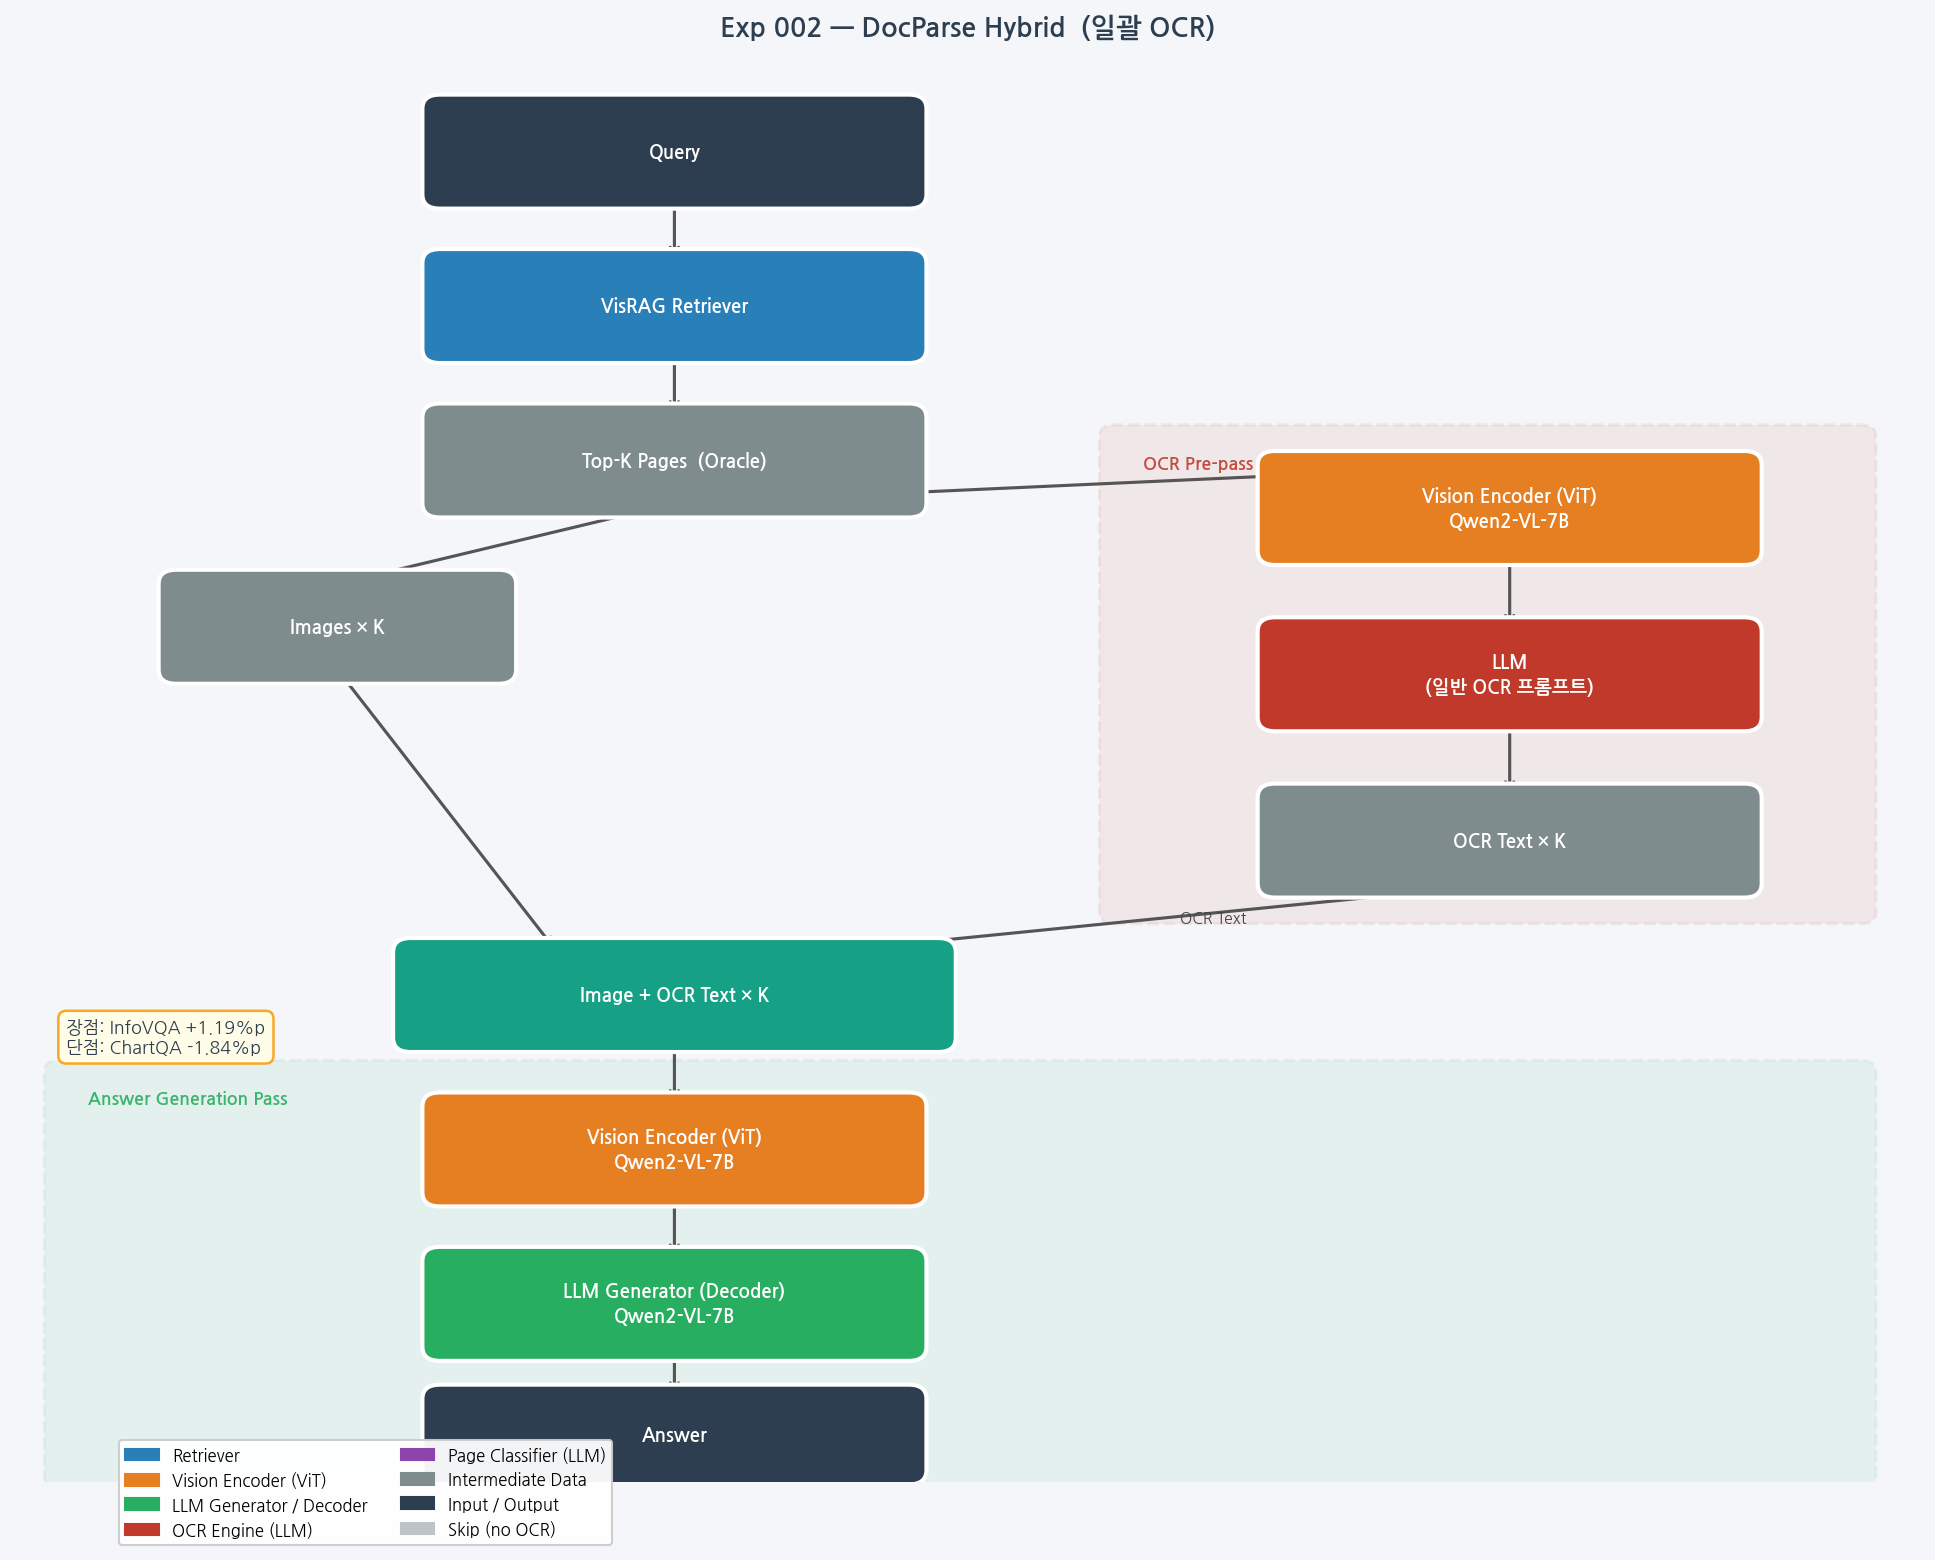 Exp 002 — DocParse Hybrid (일괄 OCR)
Query
VisRAG Retriever
Top-K Pages (Oracle)
OCR Pre-pass
Vision Encoder (ViT)
Qwen2-VL-7B
Images × K
LLM
(일반 OCR 프롬프트)
OCR Text × K
OCR Text
Image + OCR Text × K
장점: InfoVQA +1.19%p
단점: ChartQA -1.84%p
Answer Generation Pass
Vision Encoder (ViT)
Qwen2-VL-7B
LLM Generator (Decoder)
Qwen2-VL-7B
Answer
Retriever
Vision Encoder (ViT)
LLM Generator / Decoder
OCR Engine (LLM)
Page Classifier (LLM)
Intermediate Data
Input / Output
Skip (no OCR)